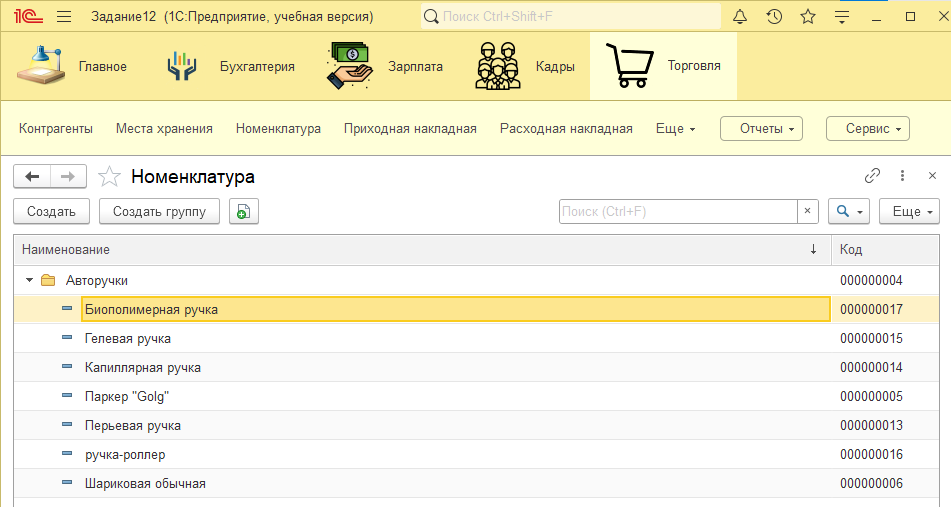 1С Задание12 (1С:Предприятие, учебная версия) Поиск Ctrl+Shift+F
Главное Бухгалтерия Зарплата Кадры Торговля
Контрагенты Места хранения Номенклатура Приходная накладная Расходная накладная Еще Отчеты Сервис
Номенклатура
Создать Создать группу Поиск (Ctrl+F) × Еще
Наименование ↓ Код
Авторучки 000000004
Биополимерная ручка 000000017
Гелевая ручка 000000015
Капиллярная ручка 000000014
Паркер "Golg" 000000005
Перьевая ручка 000000013
ручка-роллер 000000016
Шариковая обычная 000000006